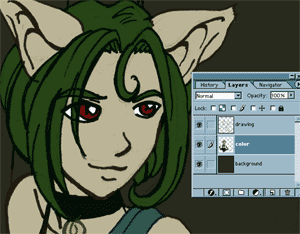 History Layers Navigator
Normal Opacity: 100%
Lock:
drawing
color
background